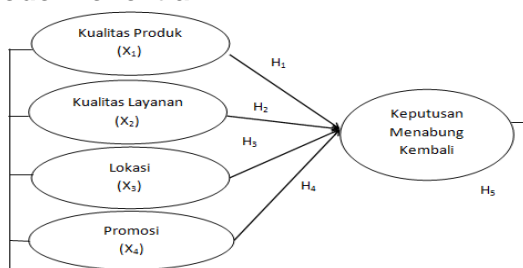 Kualitas Produk
(X₁)
H₁
Kualitas Layanan
(X₂)
H₂
Keputusan
Menabung
Kembali
H₃
Lokasi
(X₃)
H₄
H₅
Promosi
(X₄)